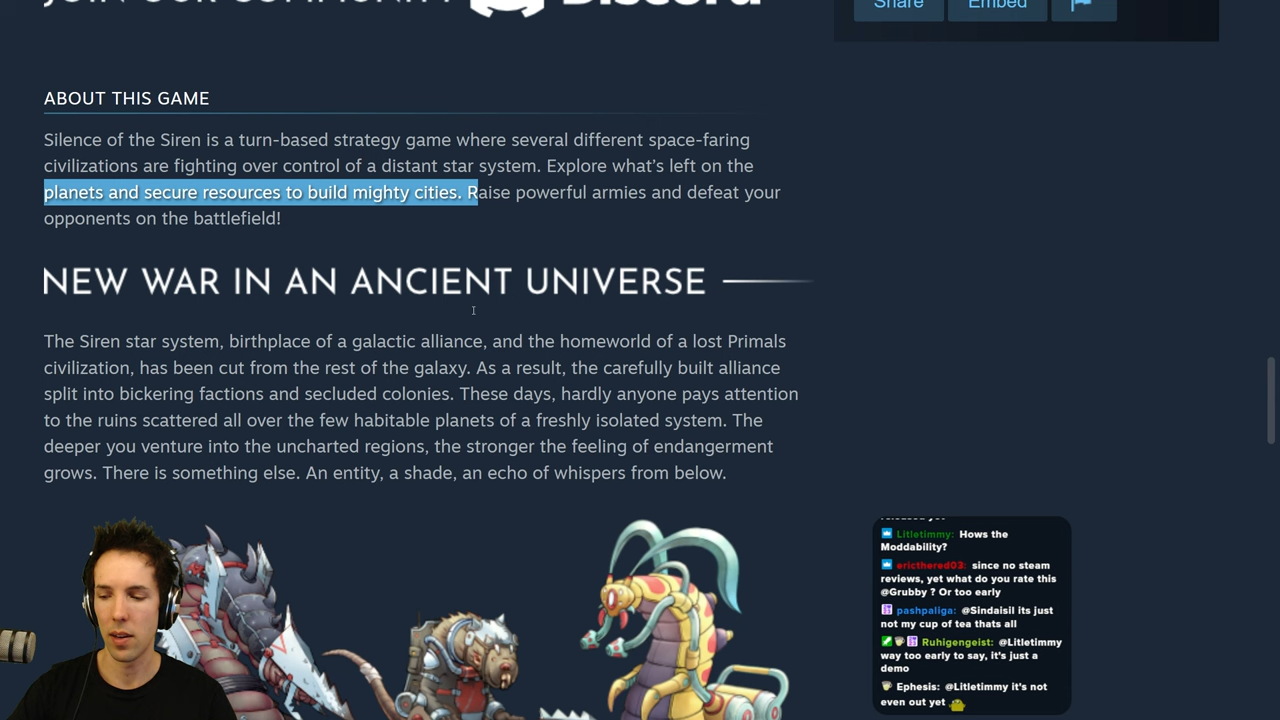 JOIN OUR COMMUNITY Discord
Share
Embed
ABOUT THIS GAME
Silence of the Siren is a turn-based strategy game where several different space-faring
civilizations are fighting over control of a distant star system. Explore what’s left on the
planets and secure resources to build mighty cities. Raise powerful armies and defeat your
opponents on the battlefield!
NEW WAR IN AN ANCIENT UNIVERSE
The Siren star system, birthplace of a galactic alliance, and the homeworld of a lost Primals
civilization, has been cut from the rest of the galaxy. As a result, the carefully built alliance
split into bickering factions and secluded colonies. These days, hardly anyone pays attention
to the ruins scattered all over the few habitable planets of a freshly isolated system. The
deeper you venture into the uncharted regions, the stronger the feeling of endangerment
grows. There is something else. An entity, a shade, an echo of whispers from below.
released yet
Litletimmy: Hows the
Moddability?
ericthered03: since no steam
reviews, yet what do you rate this
@Grubby ? Or too early
pashpaliga: @Sindaisil its just
not my cup of tea thats all
Ruhigengeist: @Litletimmy
way too early to say, it's just a
demo
Ephesis: @Litletimmy it's not
even out yet